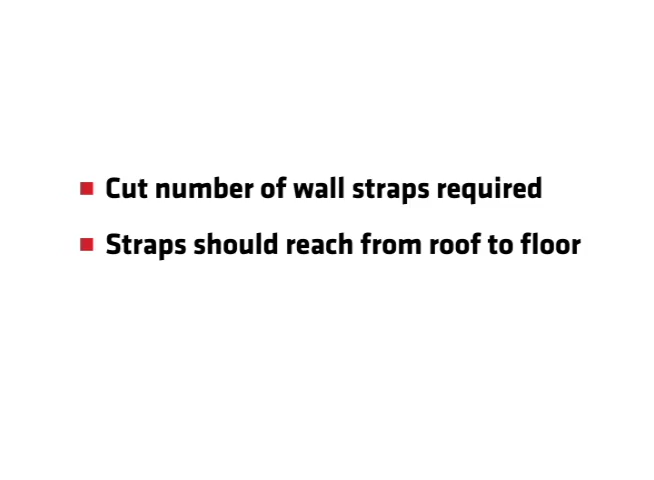 Cut number of wall straps required
Straps should reach from roof to floor